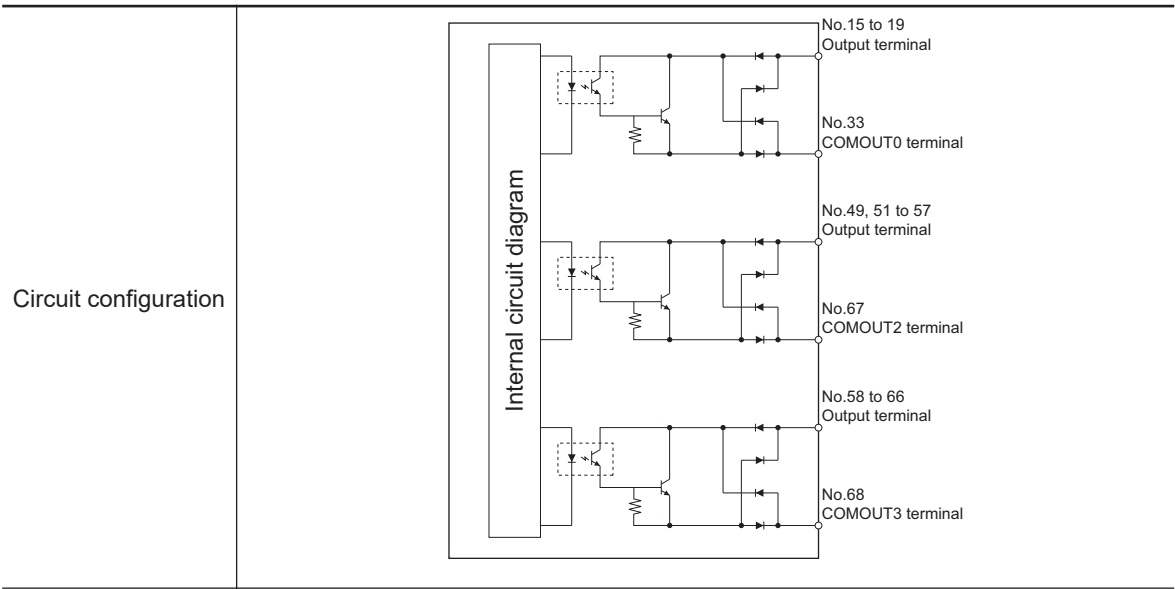 Circuit configuration
Internal circuit diagram
No.15 to 19
Output terminal
No.33
COMOUT0 terminal
No.49, 51 to 57
Output terminal
No.67
COMOUT2 terminal
No.58 to 66
Output terminal
No.68
COMOUT3 terminal